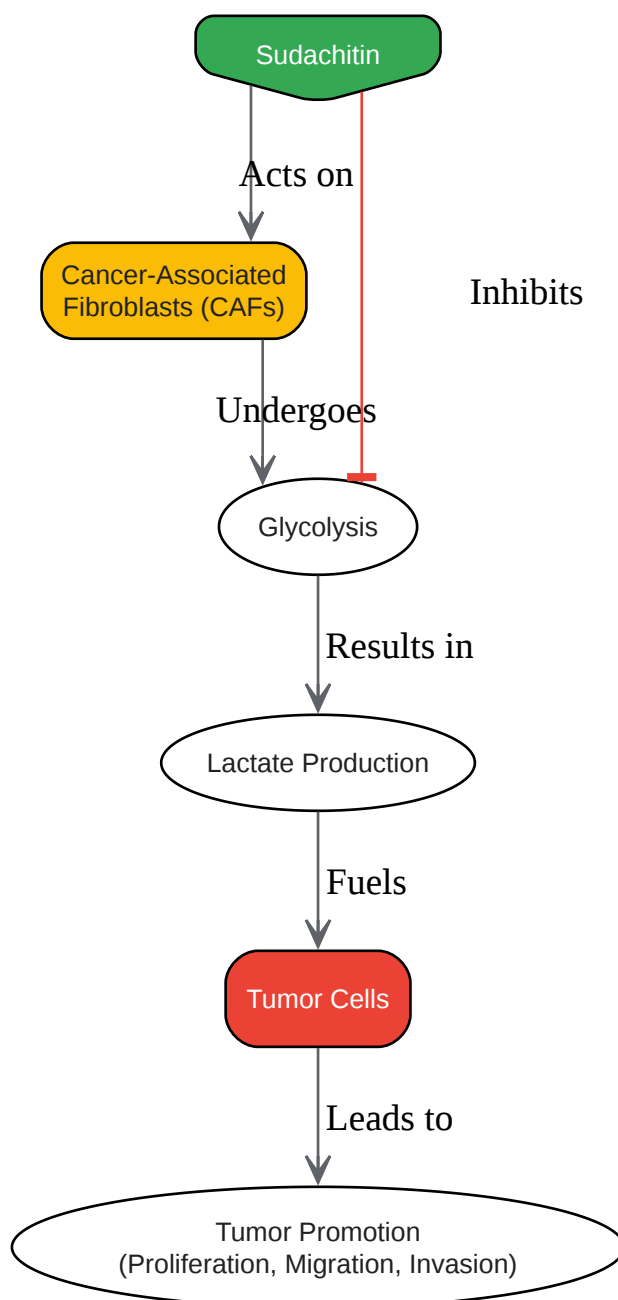 Sudachitin
Acts on
Cancer-Associated
Fibroblasts (CAFs)
Inhibits
Undergoes
Glycolysis
Results in
Lactate Production
Fuels
Tumor Cells
Leads to
Tumor Promotion
(Proliferation, Migration, Invasion)